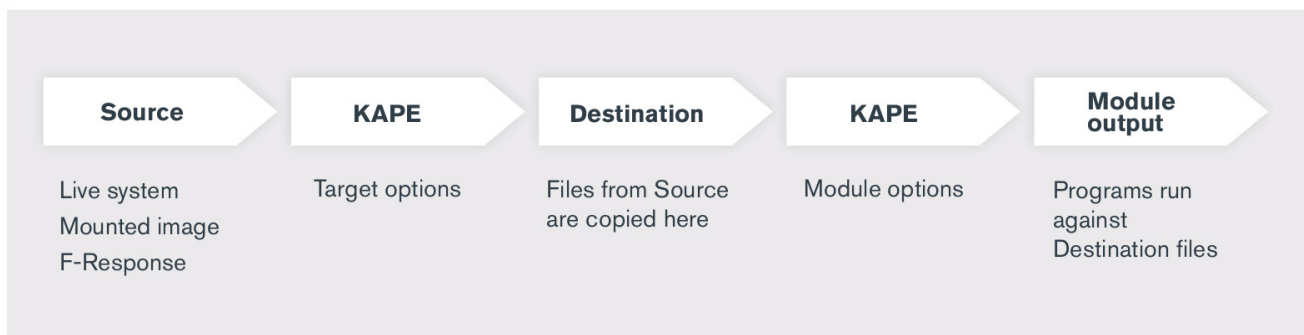 Source
Live system
Mounted image
F-Response
KAPE
Target options
Destination
Files from Source
are copied here
KAPE
Module options
Module
output
Programs run
against
Destination files